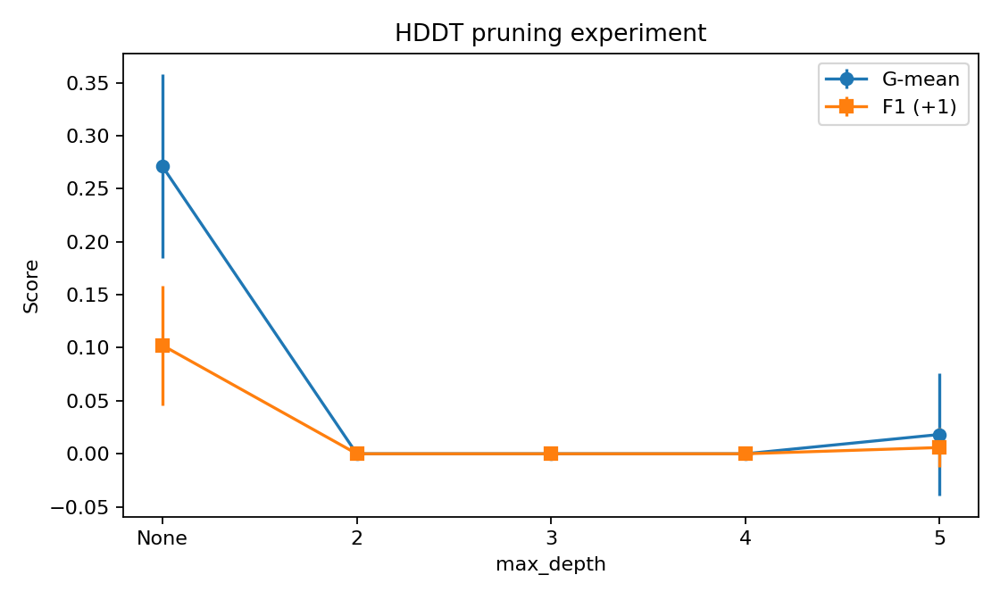 HDDT pruning experiment
G-mean
F1 (+1)
0.35
0.30
0.25
0.20
0.15
0.10
0.05
0.00
−0.05
Score
None 2 3 4 5
max_depth